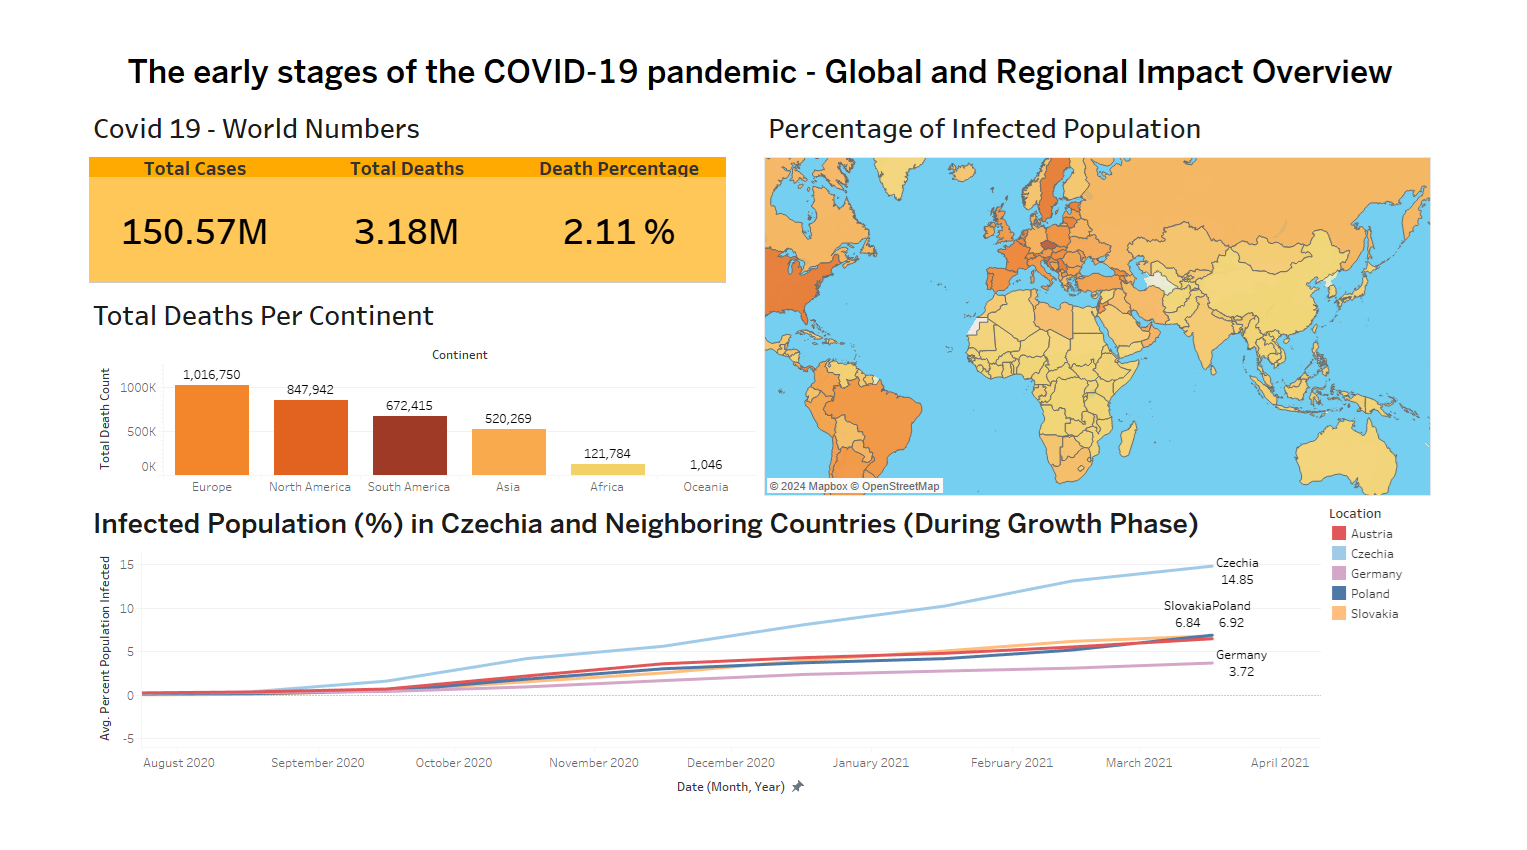 The early stages of the COVID-19 pandemic - Global and Regional Impact Overview
Covid 19 - World Numbers
Total Cases Total Deaths Death Percentage
150.57M 3.18M 2.11 %
Total Deaths Per Continent
Continent
Total Death Count
1000K
500K
0K
1,016,750
847,942
672,415
520,269
121,784
1,046
Europe North America South America Asia Africa Oceania
Percentage of Infected Population
© 2024 Mapbox © OpenStreetMap
Infected Population (%) in Czechia and Neighboring Countries (During Growth Phase)
Avg. Percent Population Infected
15
10
5
0
-5
Czechia
14.85
Slovakia Poland
6.84 6.92
Germany
3.72
August 2020 September 2020 October 2020 November 2020 December 2020 January 2021 February 2021 March 2021 April 2021
Date (Month, Year)
Location
Austria
Czechia
Germany
Poland
Slovakia